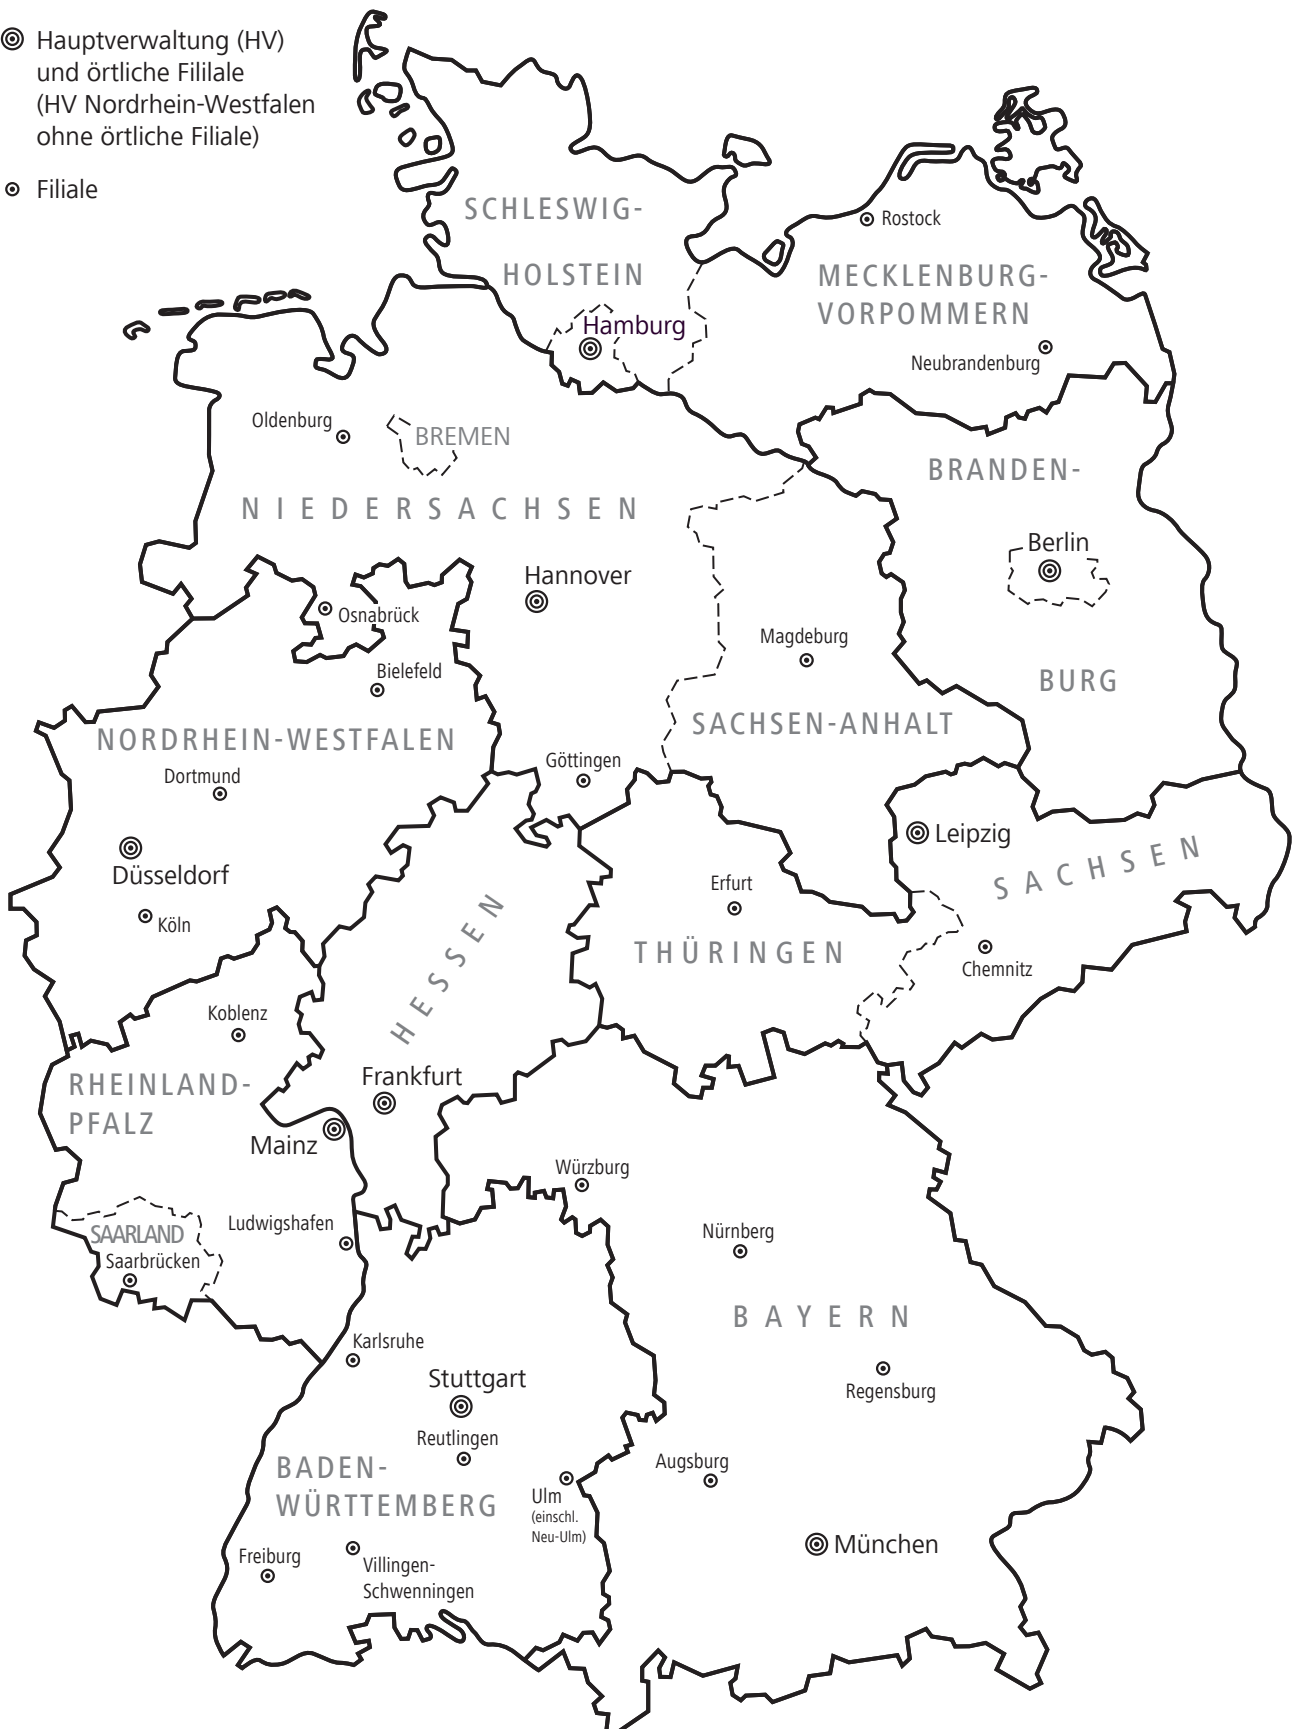 Hauptverwaltung (HV)
und örtliche Fililale
(HV Nordrhein-Westfalen
ohne örtliche Filiale)
Filiale
SCHLESWIG-
HOLSTEIN
Hamburg
Rostock
MECKLENBURG-
VORPOMMERN
Neubrandenburg
Oldenburg
BREMEN
NIEDERSACHSEN
Hannover
Osnabrück
BRANDEN-
Berlin
BURG
Magdeburg
SACHSEN-ANHALT
Bielefeld
NORDRHEIN-WESTFALEN
Dortmund
Göttingen
Düsseldorf
Köln
Leipzig
SACHSEN
Chemnitz
Erfurt
THÜRINGEN
HESSEN
Frankfurt
Koblenz
RHEINLAND-
PFALZ
Mainz
SAARLAND
Saarbrücken
Ludwigshafen
Würzburg
Nürnberg
BAYERN
Regensburg
Karlsruhe
Stuttgart
Reutlingen
BADEN-
WÜRTTEMBERG
Ulm
(einschl.
Neu-Ulm)
Augsburg
München
Freiburg
Villingen-
Schwenningen